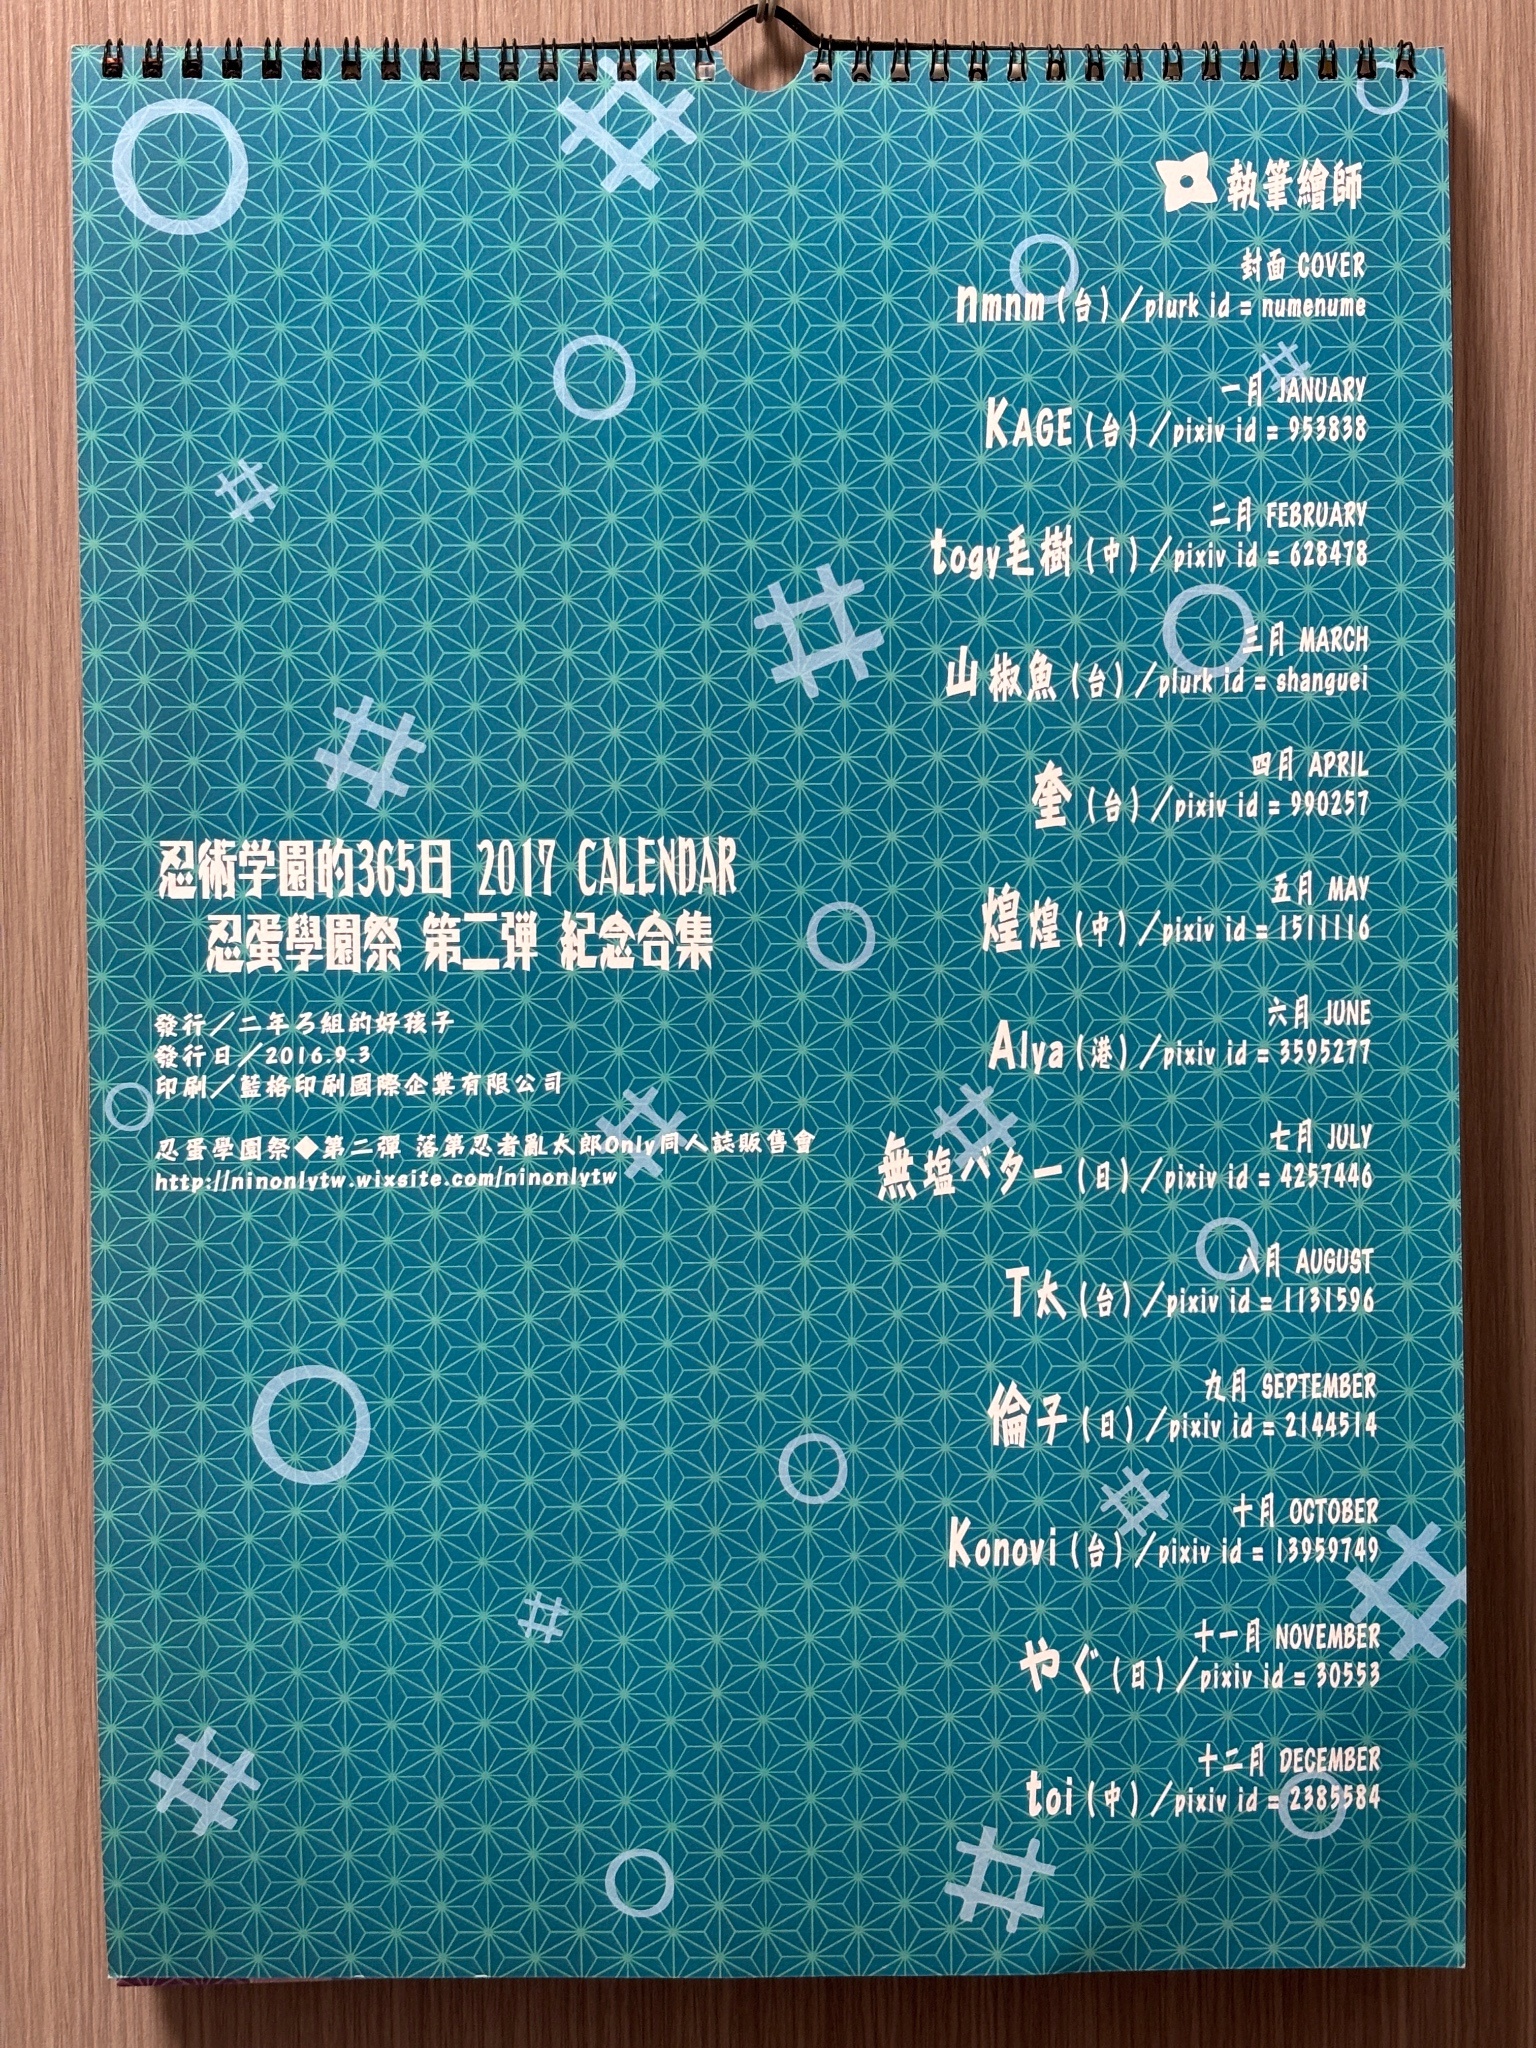 執筆繪師
封面 COVER
nmnm（台）／plurk id = numenume
一月 JANUARY
KAGE（台）／pixiv id = 953838
二月 FEBRUARY
togy毛樹（中）／pixiv id = 628478
三月 MARCH
山椒魚（台）／plurk id = shanguei
四月 APRIL
奎（台）／pixiv id = 990257
五月 MAY
煌煌（中）／pixiv id = 1511116
六月 JUNE
Alya（港）／pixiv id = 3595277
七月 JULY
無塩バター（日）／pixiv id = 4257446
八月 AUGUST
T太（台）／pixiv id = 1131596
九月 SEPTEMBER
倫子（日）／pixiv id = 2144514
十月 OCTOBER
Konovi（台）／pixiv id = 13959749
十一月 NOVEMBER
やぐ（日）／pixiv id = 30553
十二月 DECEMBER
toi（中）／pixiv id = 2385584
忍術学園的365日 2017 CALENDAR
忍蛋學園祭 第二弾 紀念合集
發行／二年ろ組的好孩子
發行日／2016.9.3
印刷／藍格印刷國際企業有限公司
忍蛋學園祭◆第二彈 落第忍者亂太郎Only同人誌販售會
http://ninonlytw.wixsite.com/ninonlytw